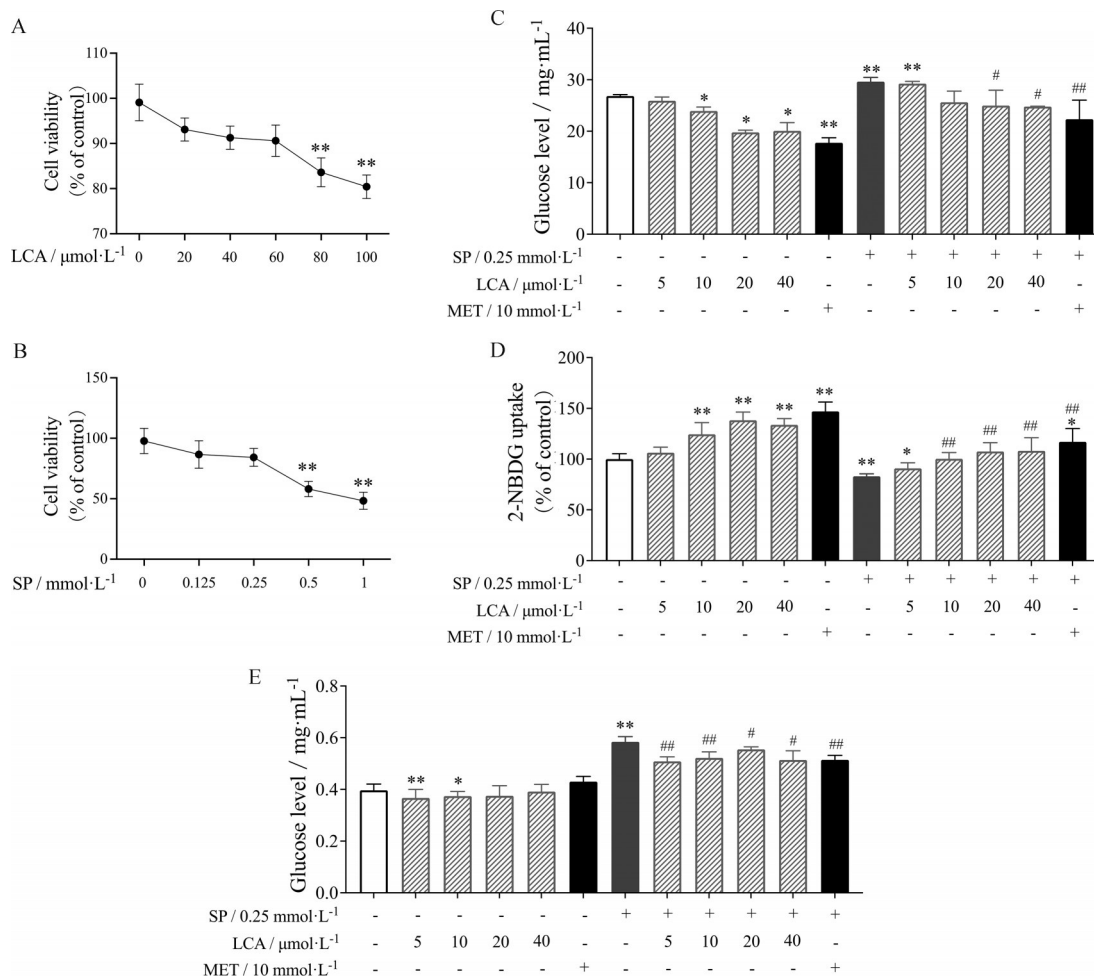 A
110
100
90
80
70
Cell viability
(% of control)
** **
LCA / μmol·L-1 0 20 40 60 80 100
B
150
100
50
0
Cell viability
(% of control)
** **
SP / mmol·L-1 0 0.125 0.25 0.5 1
C
40
30
20
10
0
Glucose level / mg·mL-1
* * * ** ** ** # # ##
SP / 0.25 mmol·L-1 - - - - - - + + + + + +
LCA / μmol·L-1 - 5 10 20 40 - - 5 10 20 40 -
MET / 10 mmol·L-1 - - - - - + - - - - - +
D
200
150
100
50
0
2-NBDG uptake
(% of control)
** ** ** ** ** * ## ## ## ##
*
SP / 0.25 mmol·L-1 - - - - - - + + + + + +
LCA / μmol·L-1 - 5 10 20 40 - - 5 10 20 40 -
MET / 10 mmol·L-1 - - - - - + - - - - - +
E
0.8
0.6
0.4
0.2
0.0
Glucose level / mg·mL-1
** * ** ## ## # # ##
SP / 0.25 mmol·L-1 - - - - - - + + + + + +
LCA / μmol·L-1 - 5 10 20 40 - - 5 10 20 40 -
MET / 10 mmol·L-1 - - - - - + - - - - - +